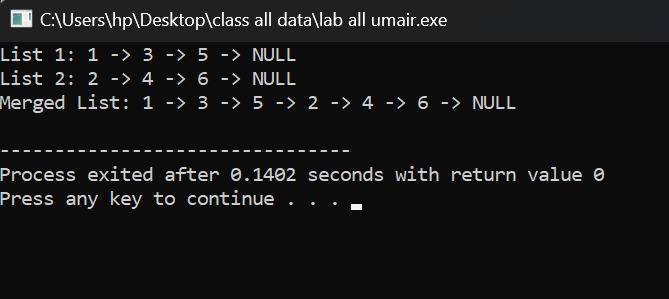 C:\Users\hp\Desktop\class all data\lab all umair.exe
List 1: 1 -> 3 -> 5 -> NULL
List 2: 2 -> 4 -> 6 -> NULL
Merged List: 1 -> 3 -> 5 -> 2 -> 4 -> 6 -> NULL
--------------------------------
Process exited after 0.1402 seconds with return value 0
Press any key to continue . . .